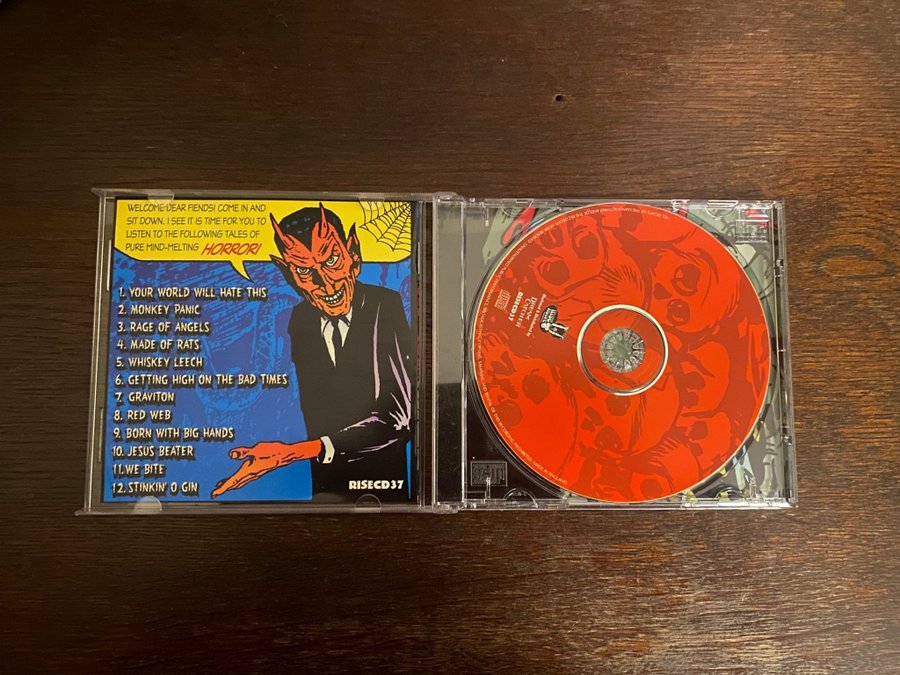 WELCOME DEAR FIENDS! COME IN AND
SIT DOWN. I SEE IT IS TIME FOR YOU TO
LISTEN TO THE FOLLOWING TALES OF
PURE MIND-MELTING HORROR!
1. YOUR WORLD WILL HATE THIS
2. MONKEY PANIC
3. RAGE OF ANGELS
4. MADE OF RATS
5. WHISKEY LEECH
6. GETTING HIGH ON THE BAD TIMES
7. GRAVITON
8. RED WEB
9. BORN WITH BIG HANDS
10. JESUS BEATER
11. WE BITE
12. STINKIN' O GIN
RISECD37
DREAM
CATCHER
RISECD37